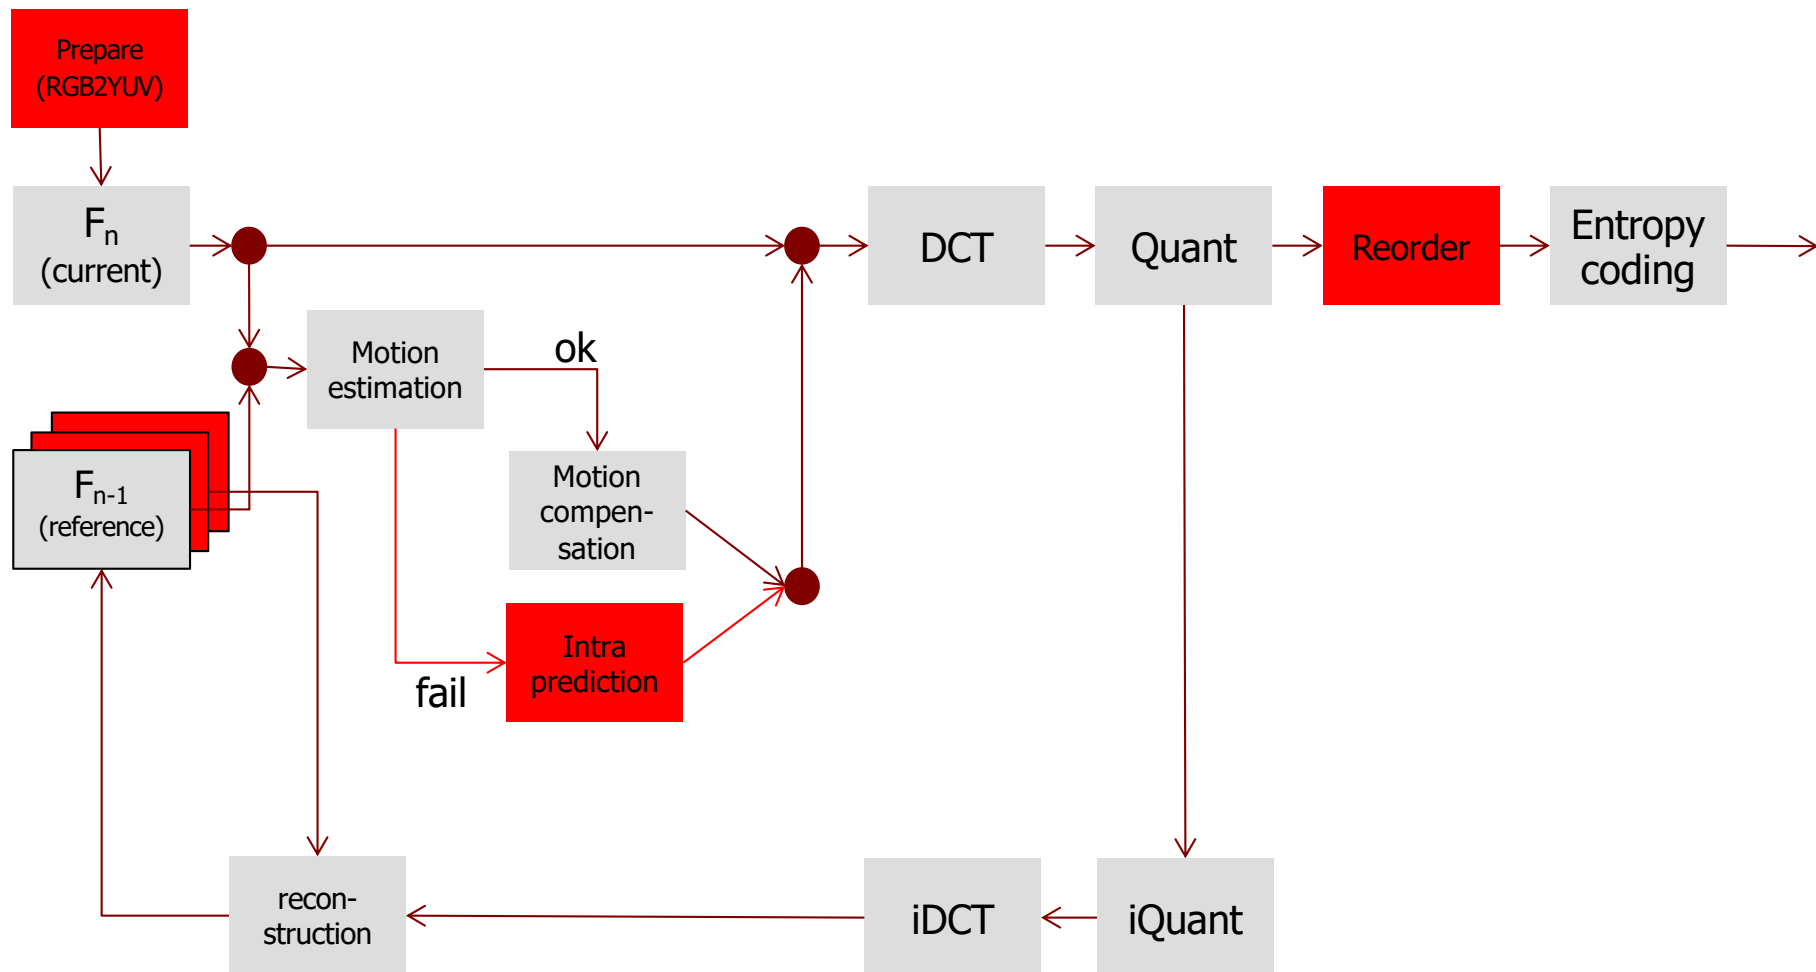 Prepare
(RGB2YUV)
Fn
(current)
DCT
Quant
Reorder
Entropy
coding
Motion
estimation
ok
Fn-1
(reference)
Motion
compen-
sation
Intra
prediction
fail
recon-
struction
iDCT
iQuant